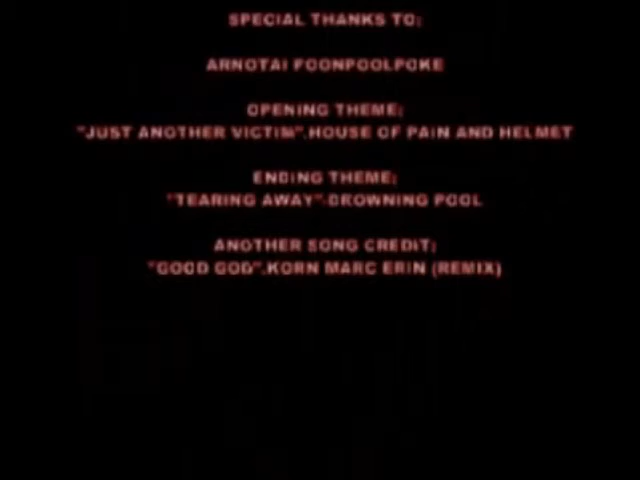 SPECIAL THANKS TO:
ARNOTAI POONPOOLPOKE
OPENING THEME:
"JUST ANOTHER VICTIM".HOUSE OF PAIN AND HELMET
ENDING THEME:
"TEARING AWAY"-DROWNING POOL
ANOTHER SONG CREDIT:
"GOOD GOD".KORN MARC ERIN (REMIX)